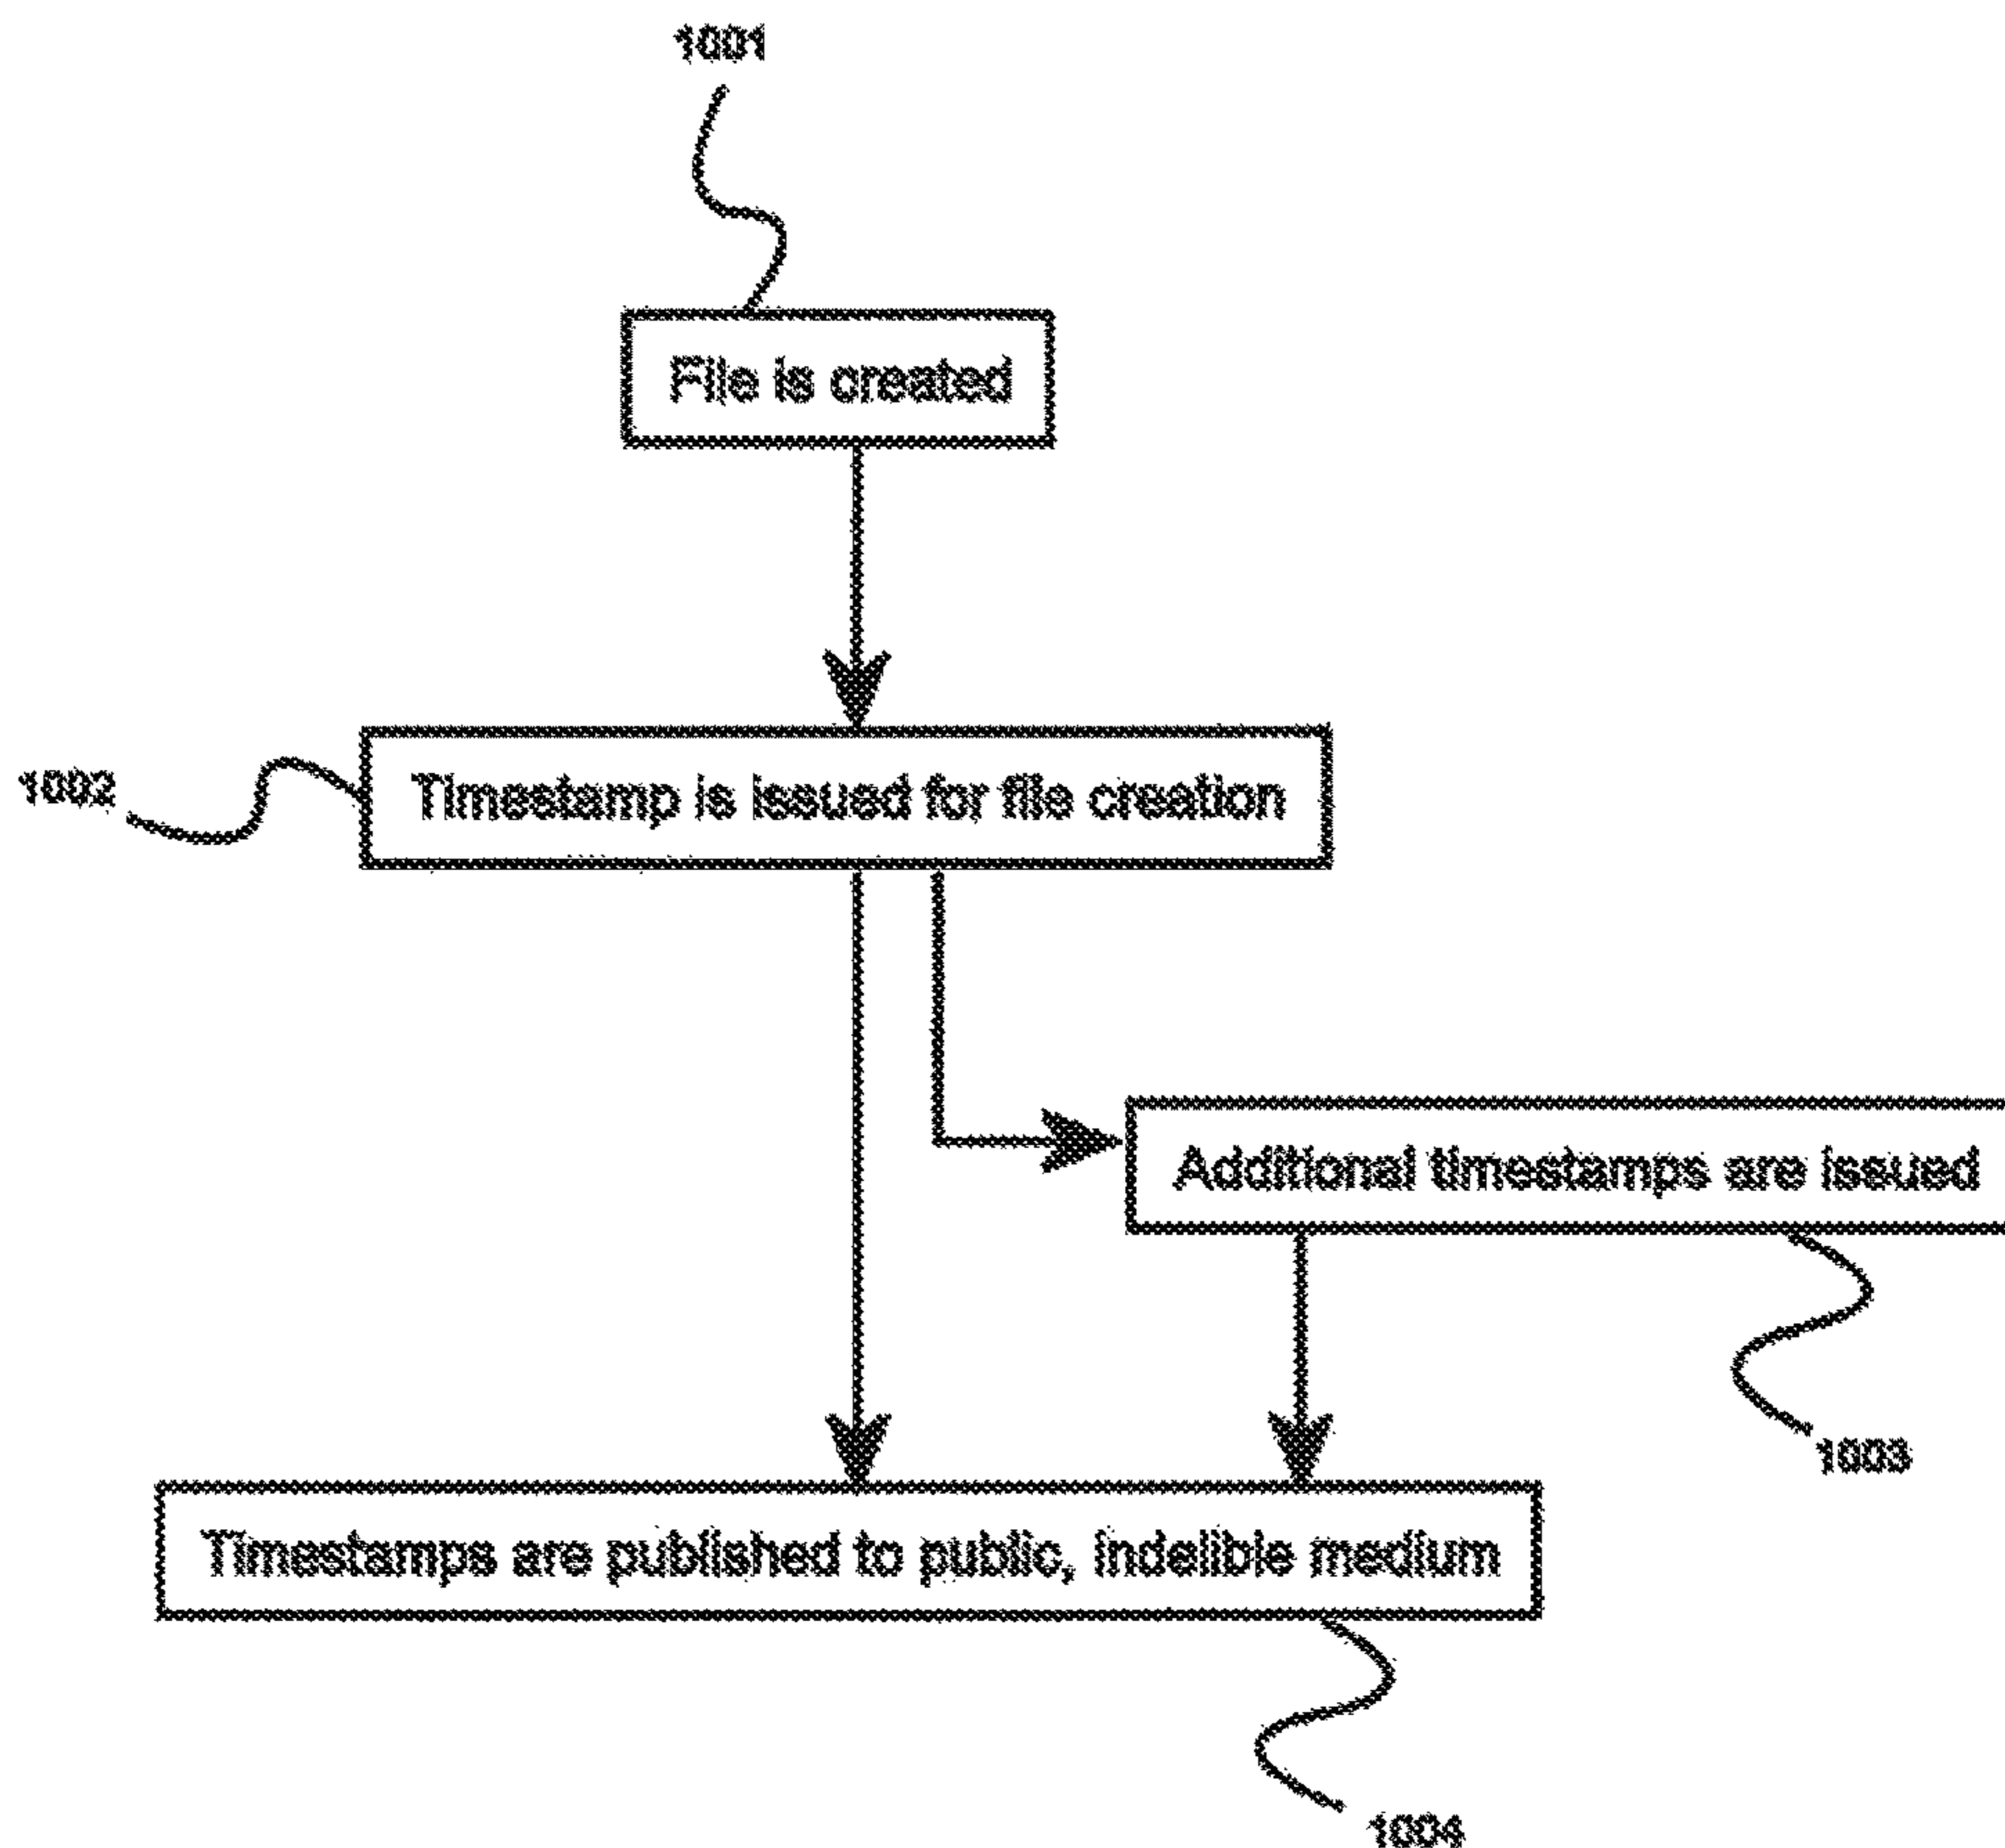 1001
File is created
1002
Timestamp is issued for file creation
Additional timestamps are issued
1003
Timestamps are published to public, indelible medium
1004